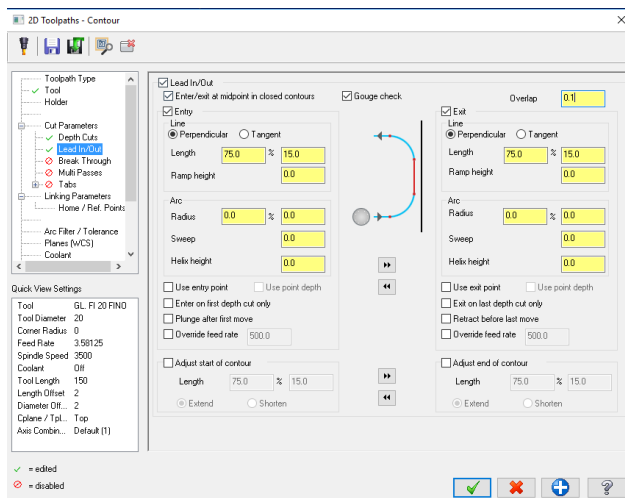 2D Toolpaths - Contour
Toolpath Type
Tool
Holder
Cut Parameters
Depth Cuts
Lead In/Out
Break Through
Multi Passes
Tabs
Linking Parameters
Home / Ref. Points
Arc Filter / Tolerance
Planes (WCS)
Coolant
Quick View Settings
Tool GL. FI 20 FINO
Tool Diameter 20
Corner Radius 0
Feed Rate 3.58125
Spindle Speed 3500
Coolant Off
Tool Length 150
Length Offset 2
Diameter Off... 2
Cplane / Tpl... Top
Axis Combin... Default (1)
= edited
= disabled
Lead In/Out
Enter/exit at midpoint in closed contours Gouge check Overlap 0.1
Entry
Line
Perpendicular Tangent
Length 75.0 % 15.0
Ramp height 0.0
Arc
Radius 0.0 % 0.0
Sweep 0.0
Helix height 0.0
Use entry point Use point depth
Enter on first depth cut only
Plunge after first move
Override feed rate 500.0
Adjust start of contour
Length 75.0 % 15.0
Extend Shorten
Exit
Line
Perpendicular Tangent
Length 75.0 % 15.0
Ramp height 0.0
Arc
Radius 0.0 % 0.0
Sweep 0.0
Helix height 0.0
Use exit point Use point depth
Exit on last depth cut only
Retract before last move
Override feed rate 500.0
Adjust end of contour
Length 75.0 % 15.0
Extend Shorten